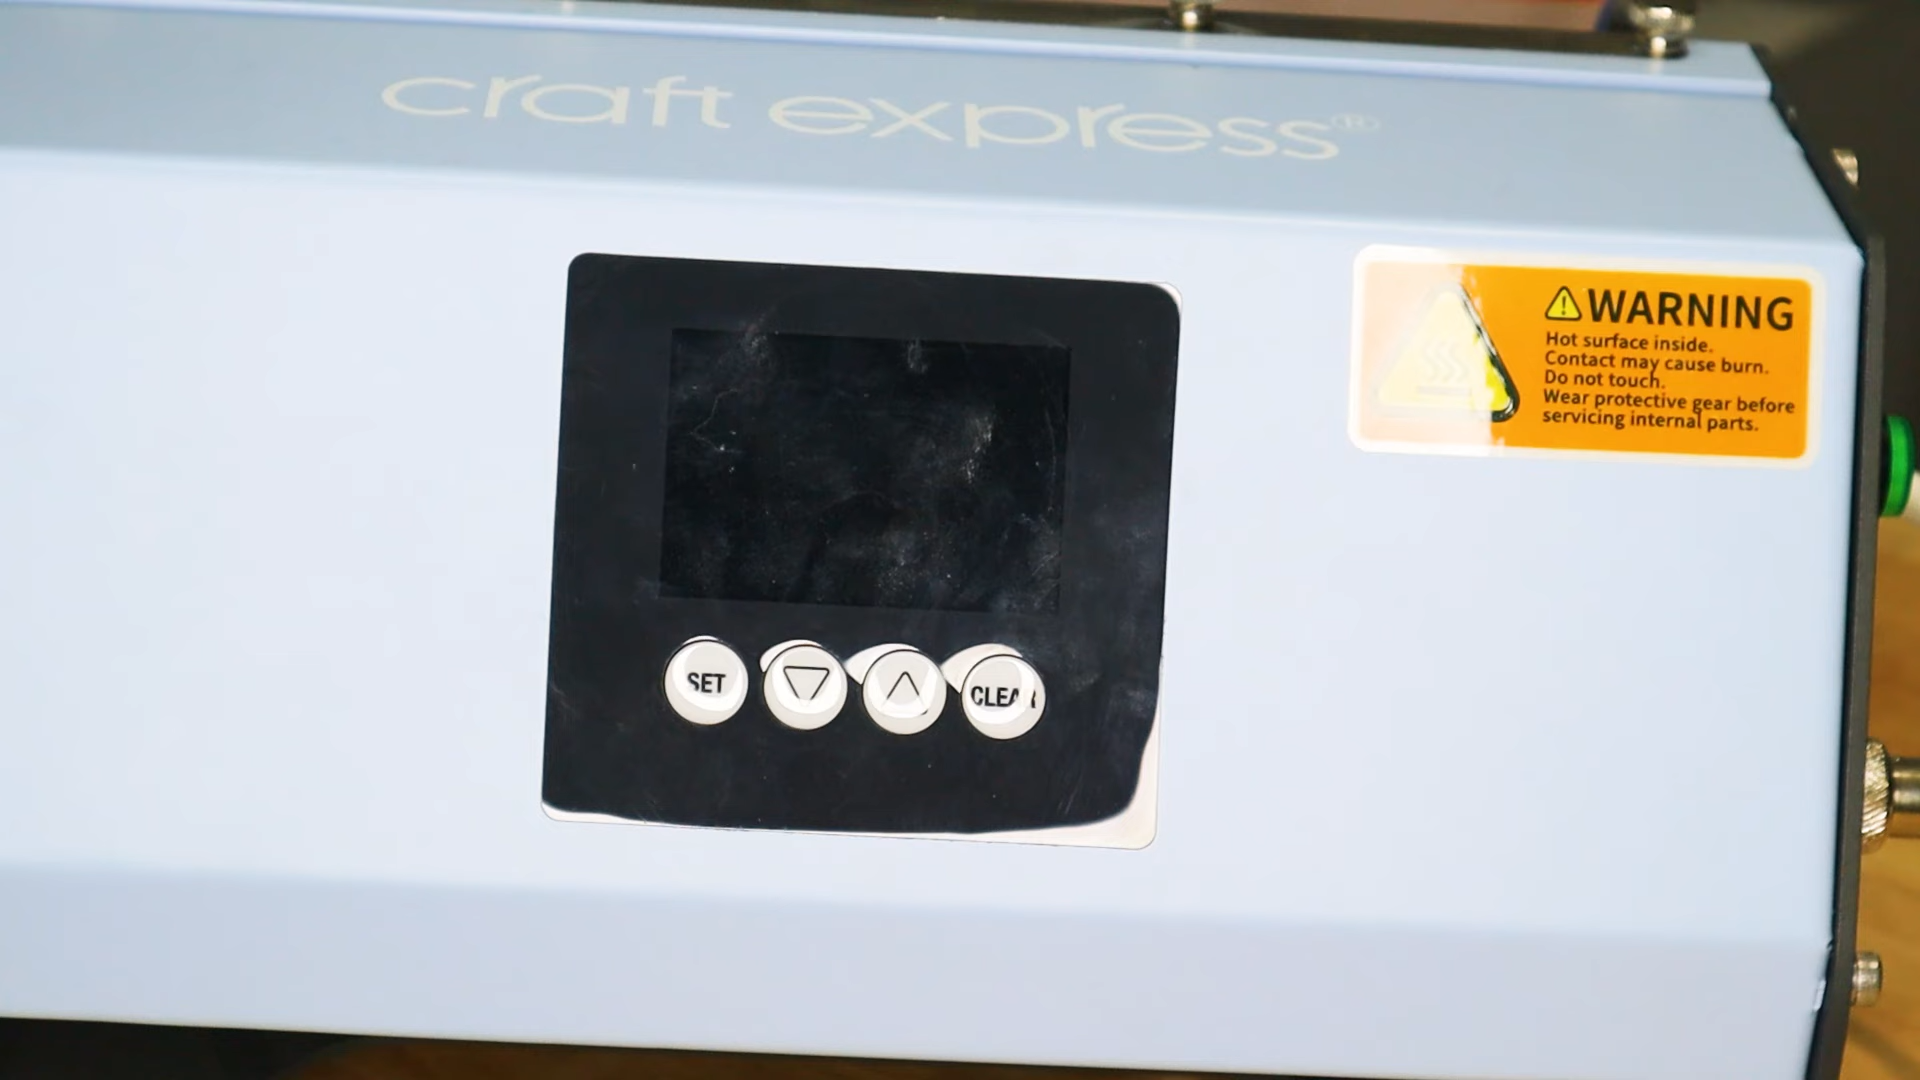 craft express®
⚠WARNING
Hot surface inside.
Contact may cause burn.
Do not touch.
Wear protective gear before
servicing internal parts.
SET
CLEAR